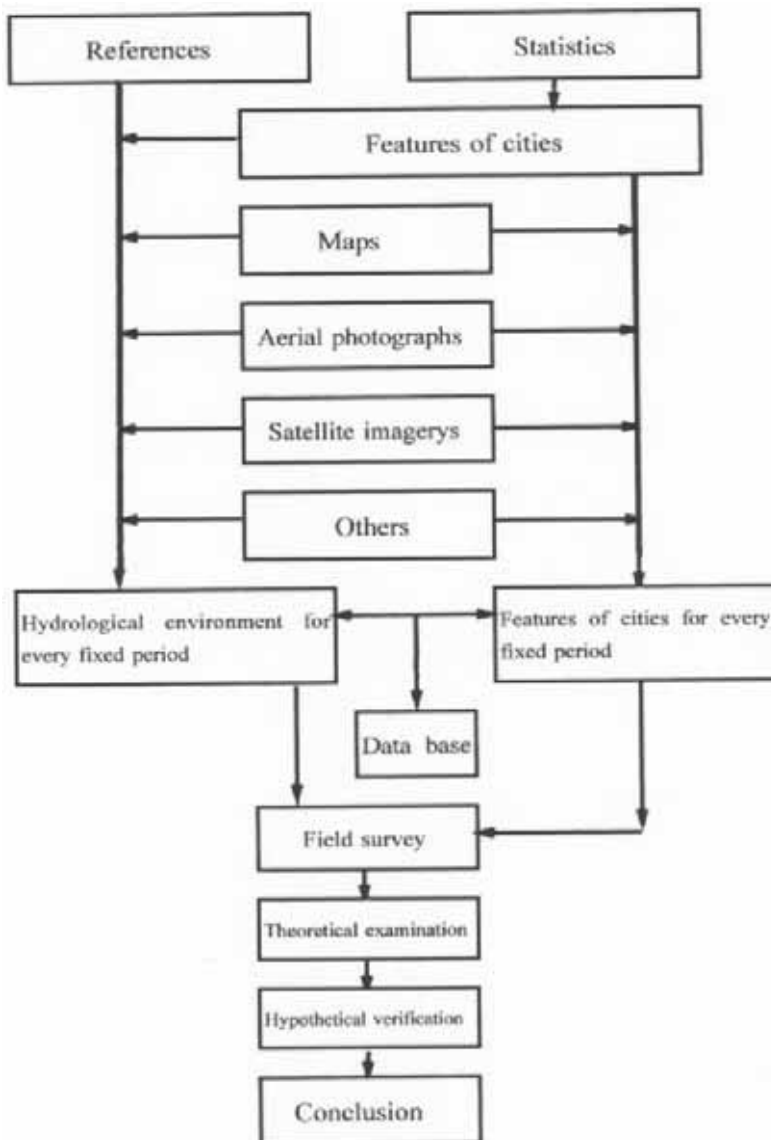 References
Statistics
Features of cities
Maps
Aerial photographs
Satellite imagerys
Others
Hydrological environment for
every fixed period
Features of cities for every
fixed period
Data base
Field survey
Theoretical examination
Hypothetical verification
Conclusion